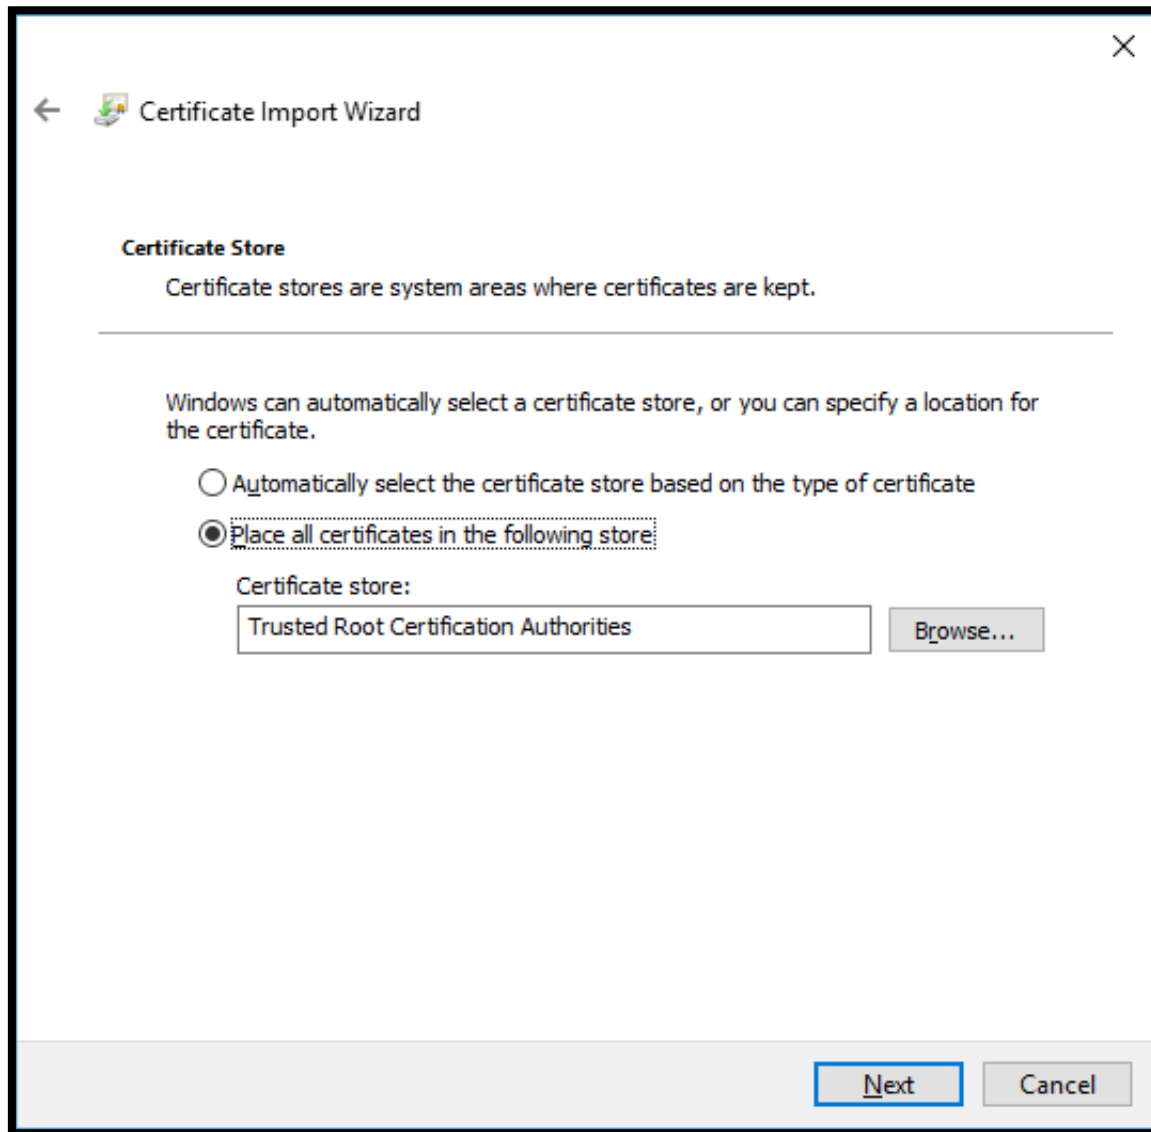 Certificate Import Wizard
Certificate Store
Certificate stores are system areas where certificates are kept.
Windows can automatically select a certificate store, or you can specify a location for
the certificate.
Automatically select the certificate store based on the type of certificate
Place all certificates in the following store
Certificate store:
Trusted Root Certification Authorities
Browse...
Next
Cancel